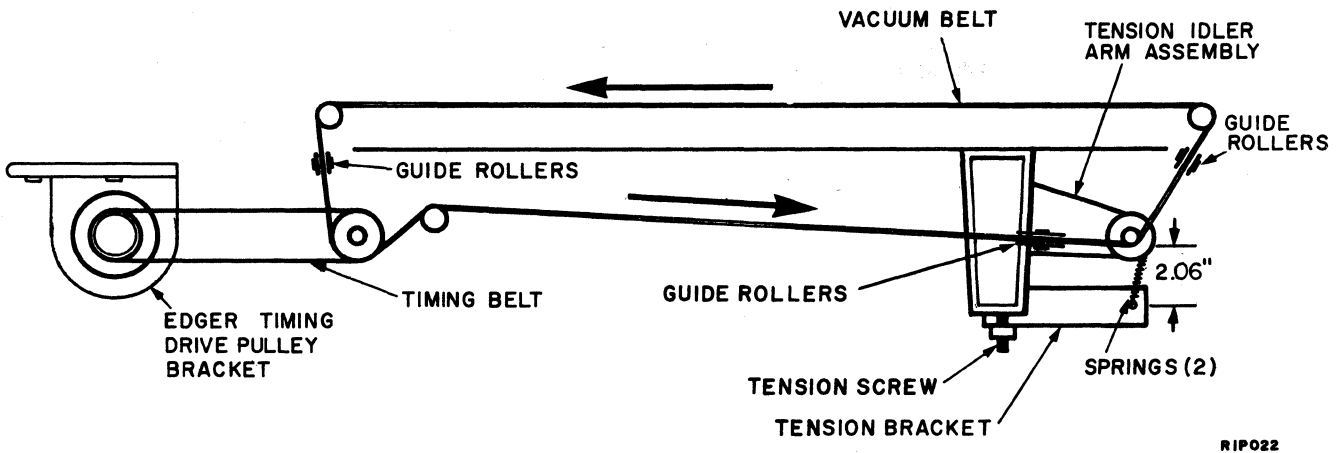 VACUUM BELT
TENSION IDLER
ARM ASSEMBLY
GUIDE
ROLLERS
GUIDE ROLLERS
2.06"
TIMING BELT
GUIDE ROLLERS
EDGER TIMING
DRIVE PULLEY
BRACKET
SPRINGS (2)
TENSION SCREW
TENSION BRACKET
RIP022